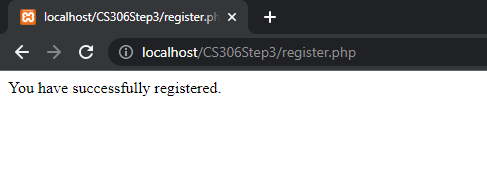 localhost/CS306Step3/register.ph
localhost/CS306Step3/register.php
You have successfully registered.